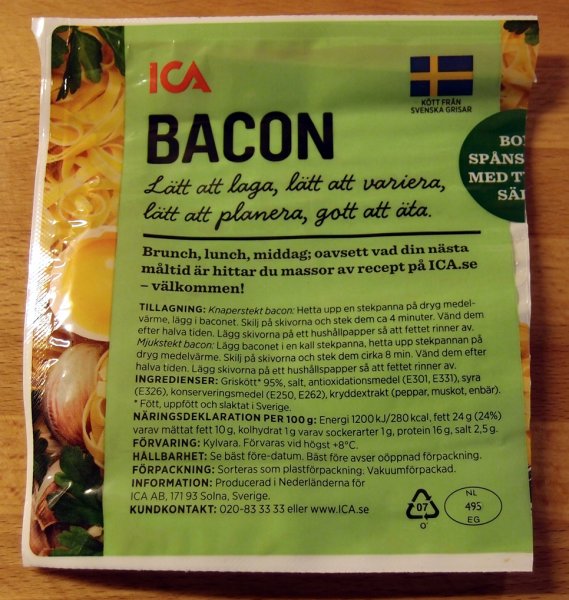 ICA
KÖTT FRÅN
SVENSKA GRISAR
BACON
Lätt att laga, lätt att variera,
lätt att planera, gott att äta.
SPÅNS
MED
Brunch, lunch, middag; oavsett vad din nästa
måltid är hittar du massor av recept på ICA.se
– välkommen!
TILLAGNING: Knaperstekt bacon: Hetta upp en stekpanna på dryg medel-
värme, lägg i baconet. Skilj på skivorna och stek dem ca 4 minuter. Vänd dem
efter halva tiden. Lägg skivorna på ett hushållpapper så att fettet rinner av.
Mjukstekt bacon: Lägg baconet i en kall stekpanna, hetta upp stekpannan på
dryg medelvärme. Skilj på skivorna och stek dem cirka 8 min. Vänd dem efter
halva tiden. Lägg skivorna på ett hushållspapper så att fettet rinner av.
INGREDIENSER: Griskött* 95%, salt, antioxidationsmedel (E301, E331), syra
(E326), konserveringsmedel (E250, E262), kryddextrakt (peppar, muskot, enbär).
* Fött, uppfött och slaktat i Sverige.
NÄRINGSDEKLARATION PER 100 g: Energi 1200 kJ/280 kcal, fett 24 g (24%)
varav mättat fett 10 g, kolhydrat 1 g varav sockerarter 1 g, protein 16 g, salt 2,5 g.
FÖRVARING: Kylvara. Förvaras vid högst +8°C.
HÅLLBARHET: Se bäst före-datum. Bäst före avser oöppnad förpackning.
FÖRPACKNING: Sorteras som plastförpackning. Vakuumförpackad.
INFORMATION: Producerad i Nederländerna för
ICA AB, 171 93 Solna, Sverige.
KUNDKONTAKT: 020-83 33 33 eller www.ICA.se
07
O
NL
495
EG